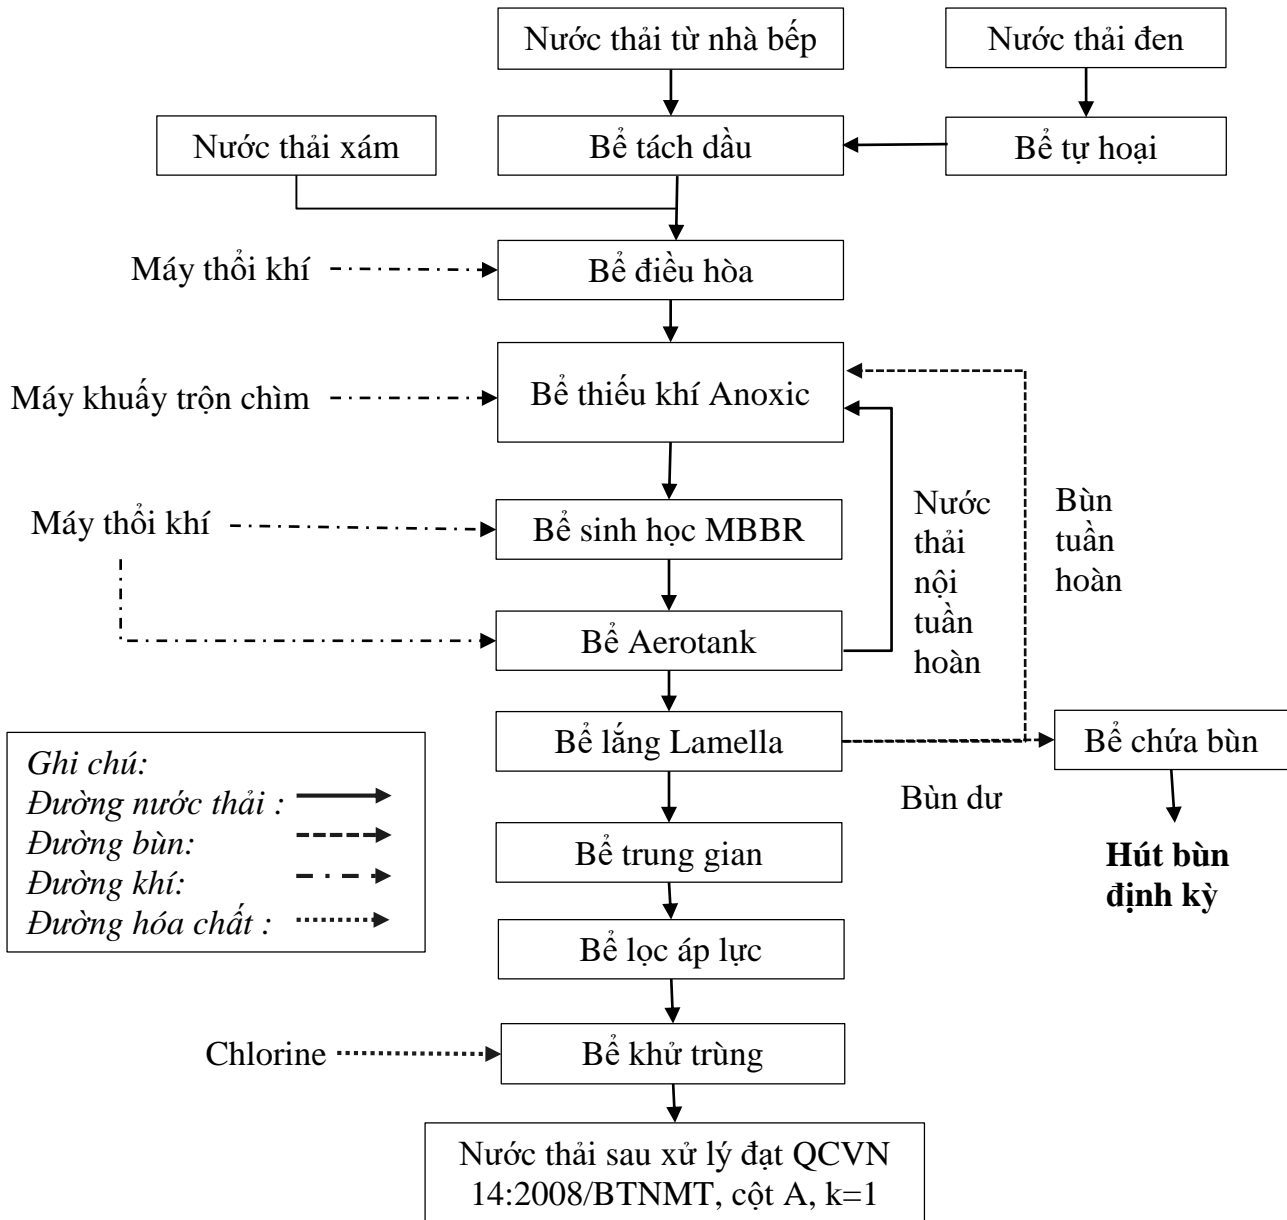 Nước thải từ nhà bếp
Nước thải đen
Nước thải xám
Bể tách dầu
Bể tự hoại
Máy thổi khí
Bể điều hòa
Máy khuấy trộn chìm
Bể thiếu khí Anoxic
Máy thổi khí
Bể sinh học MBBR
Nước
thải
nội
tuần
hoàn
Bùn
tuần
hoàn
Bể Aerotank
Bể lắng Lamella
Bể chứa bùn
Bùn dư
Hút bùn
định kỳ
Ghi chú:
Đường nước thải :
Đường bùn:
Đường khí:
Đường hóa chất :
Bể trung gian
Bể lọc áp lực
Chlorine
Bể khử trùng
Nước thải sau xử lý đạt QCVN
14:2008/BTNMT, cột A, k=1